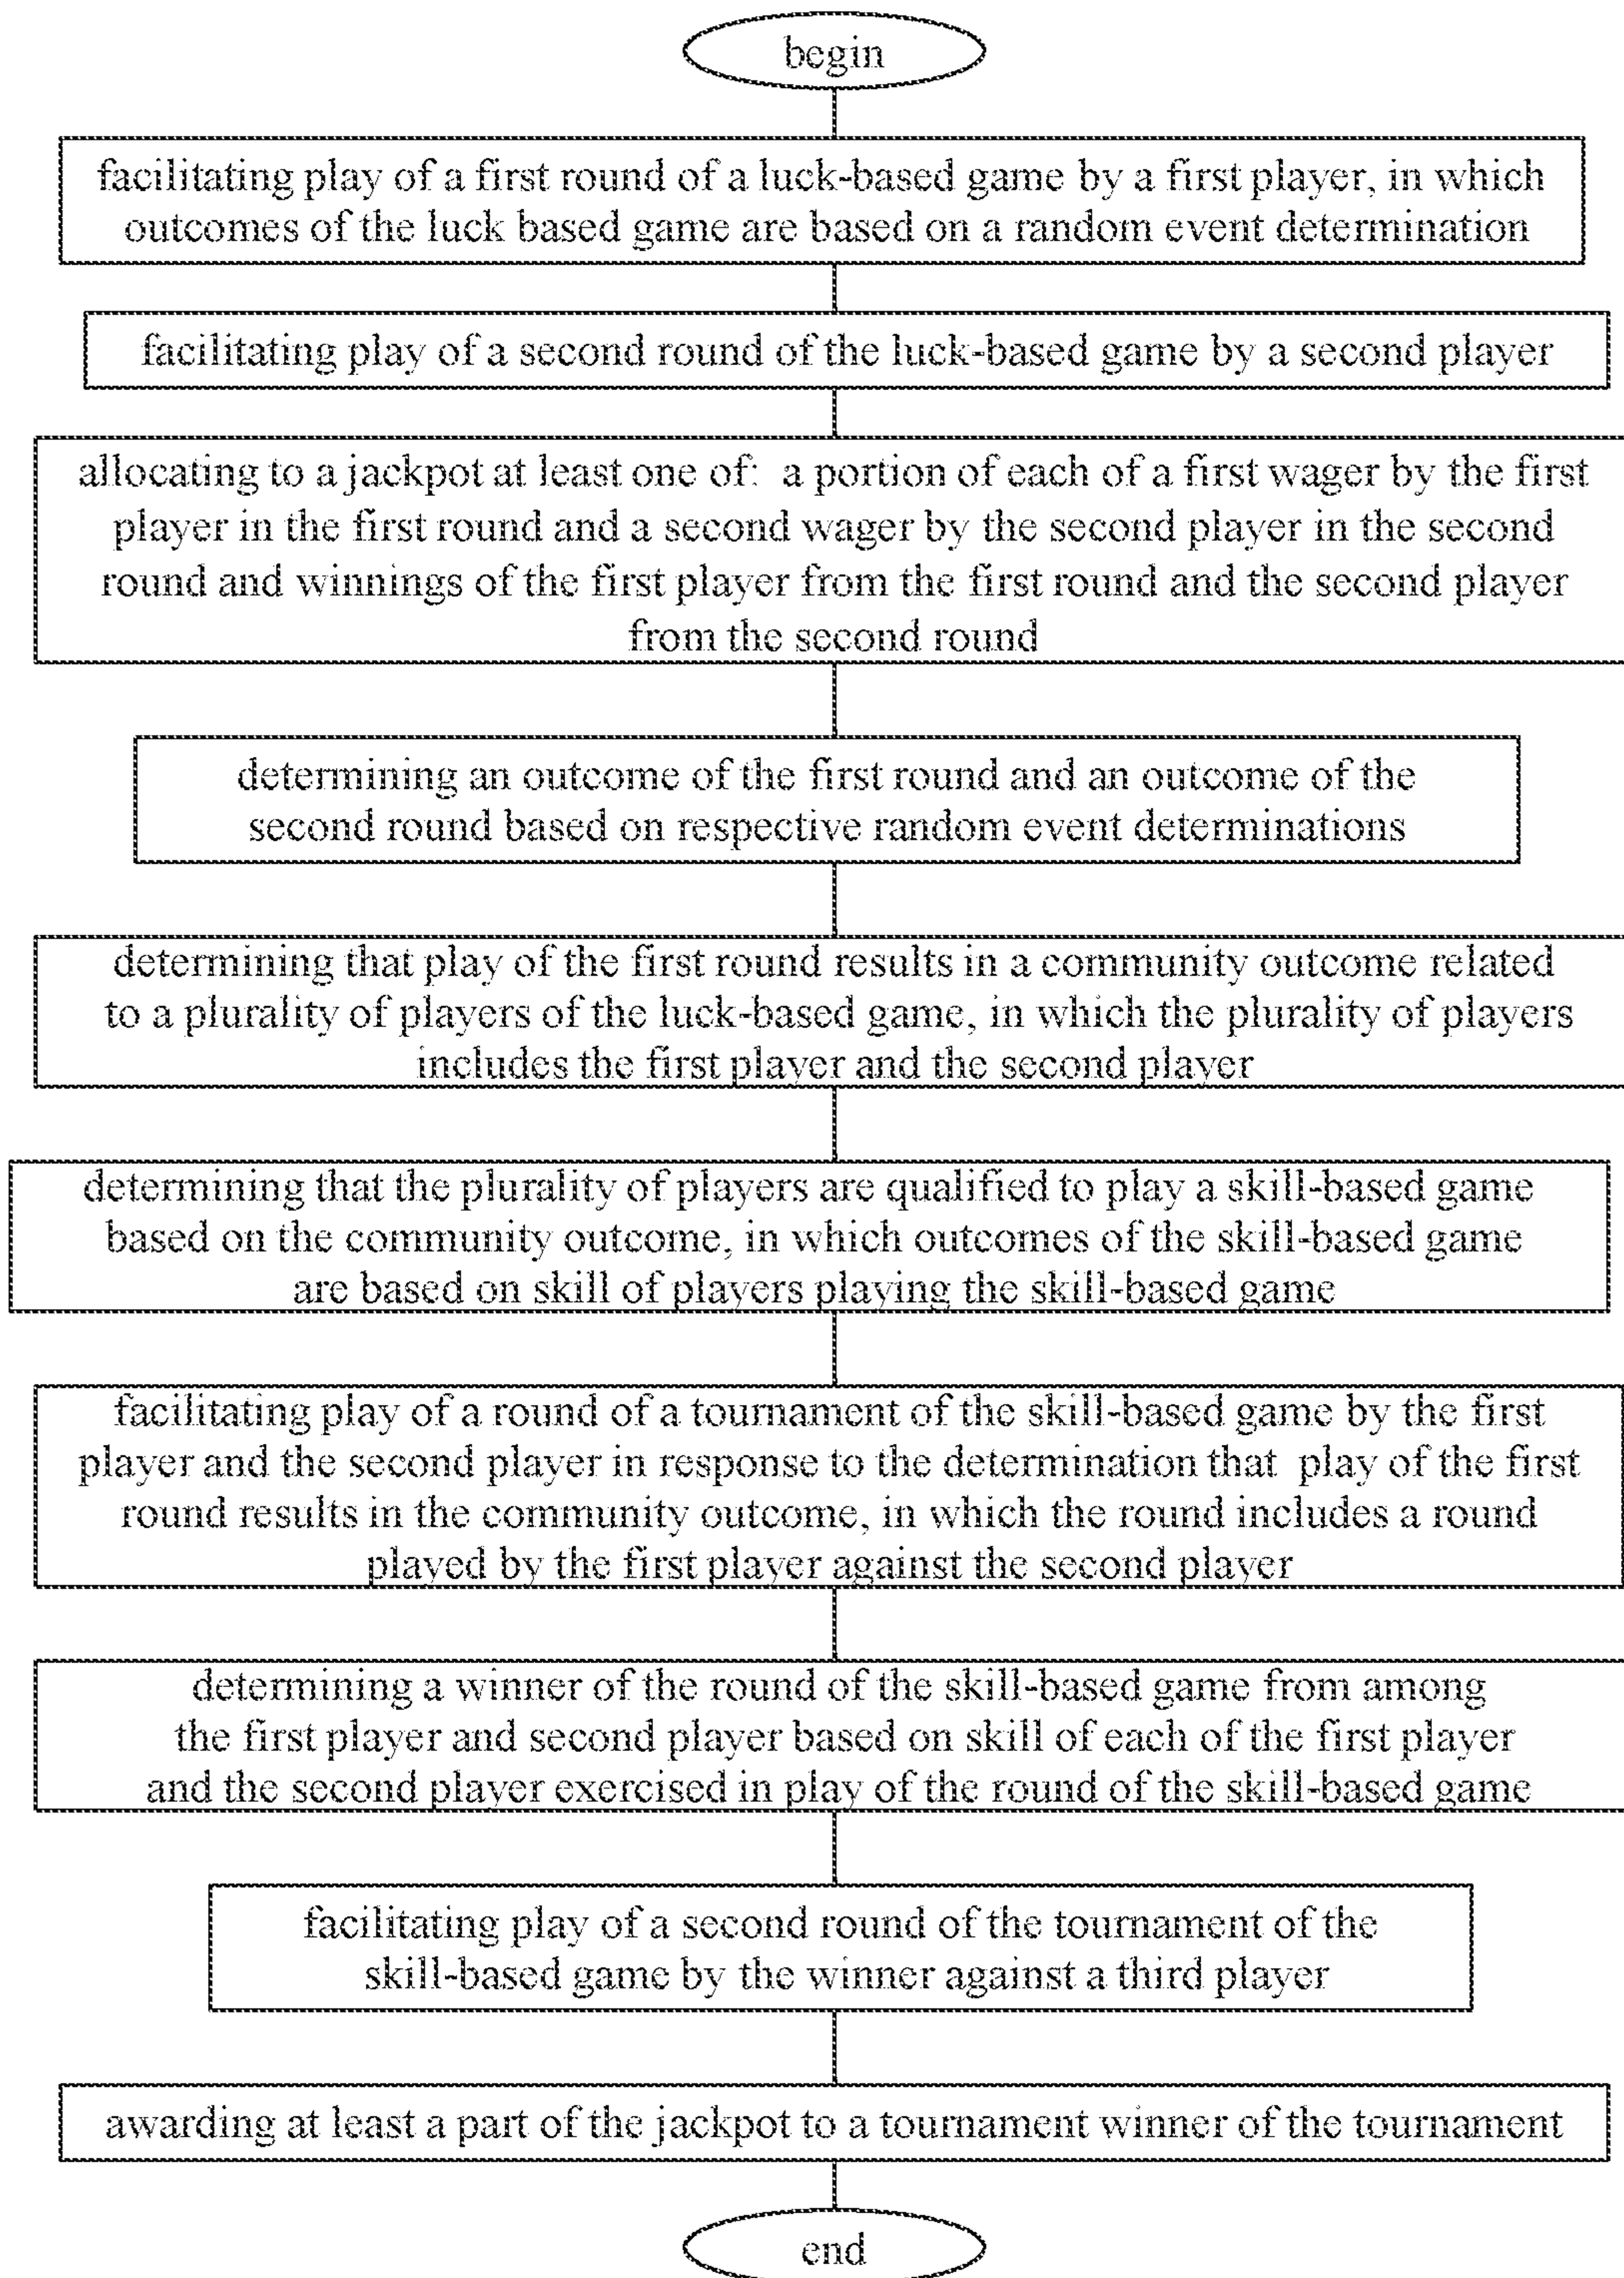 begin
facilitating play of a first round of a luck-based game by a first player, in which
outcomes of the luck based game are based on a random event determination
facilitating play of a second round of the luck-based game by a second player
allocating to a jackpot at least one of:  a portion of each of a first wager by the first
player in the first round and a second wager by the second player in the second
round and winnings of the first player from the first round and the second player
from the second round
determining an outcome of the first round and an outcome of the
second round based on respective random event determinations
determining that play of the first round results in a community outcome related
to a plurality of players of the luck-based game, in which the plurality of players
includes the first player and the second player
determining that the plurality of players are qualified to play a skill-based game
based on the community outcome, in which outcomes of the skill-based game
are based on skill of players playing the skill-based game
facilitating play of a round of a tournament of the skill-based game by the first
player and the second player in response to the determination that  play of the first
round results in the community outcome, in which the round includes a round
played by the first player against the second player
determining a winner of the round of the skill-based game from among
the first player and second player based on skill of each of the first player
and the second player exercised in play of the round of the skill-based game
facilitating play of a second round of the tournament of the
skill-based game by the winner against a third player
awarding at least a part of the jackpot to a tournament winner of the tournament
end